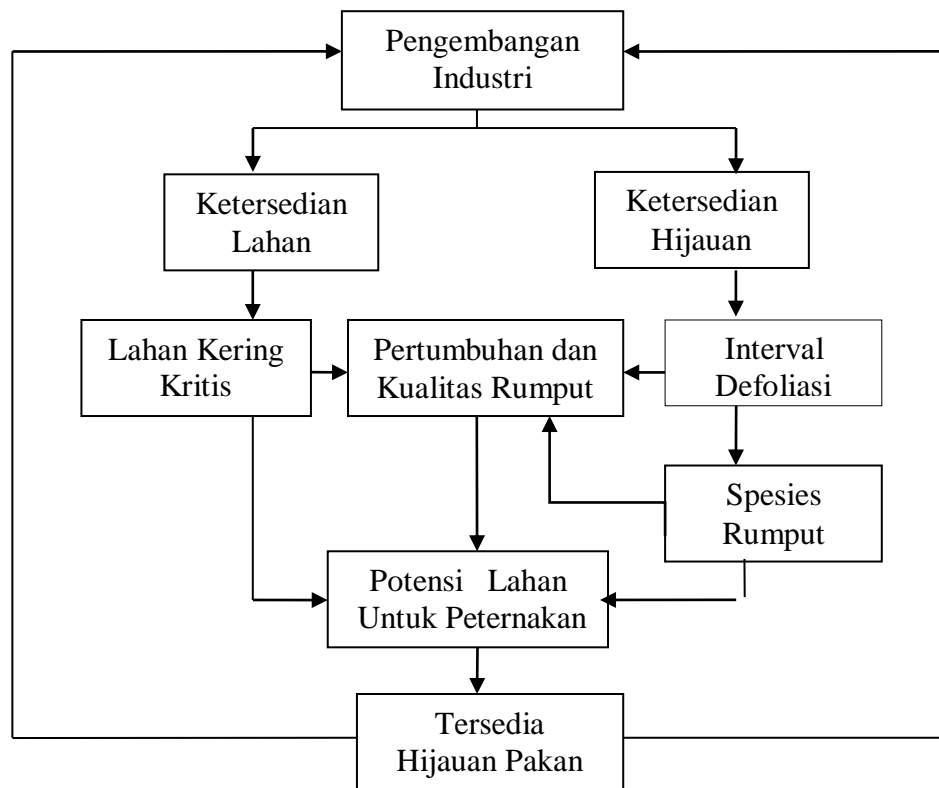 Pengembangan
Industri
Ketersedian
Lahan
Ketersedian
Hijauan
Lahan Kering
Kritis
Pertumbuhan dan
Kualitas Rumput
Interval
Defoliasi
Spesies
Rumput
Potensi Lahan
Untuk Peternakan
Tersedia
Hijauan Pakan